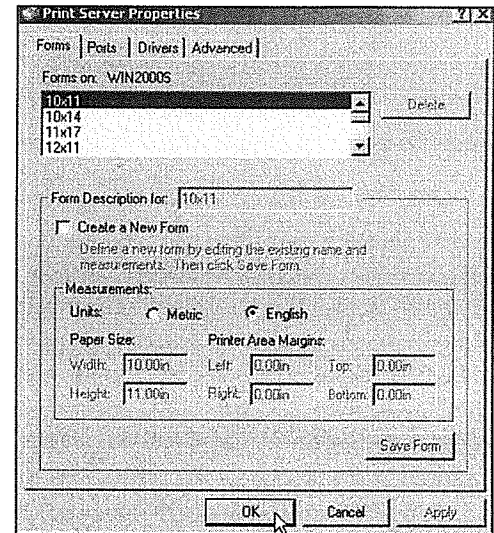 Print Server Properties
Forms Ports Drivers Advanced
Forms on: WIN2000S
10x11
10x14
11x17
12x11
Delete
Form Description for: 10x11
Create a New Form
Define a new form by editing the existing name and
measurements. Then click Save Form.
Measurements:
Units: Metric English
Paper Size: Printer Area Margins:
Width: 10.00in Left: 0.00in Top: 0.00in
Height: 11.00in Right: 0.00in Bottom: 0.00in
Save Form
OK Cancel Apply